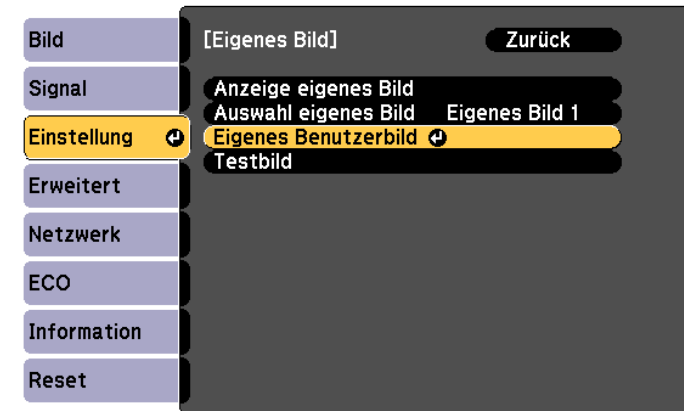 Bild
Signal
Einstellung
Erweitert
Netzwerk
ECO
Information
Reset
[Eigenes Bild] Zurück
Anzeige eigenes Bild
Auswahl eigenes Bild Eigenes Bild 1
Eigenes Benutzerbild
Testbild